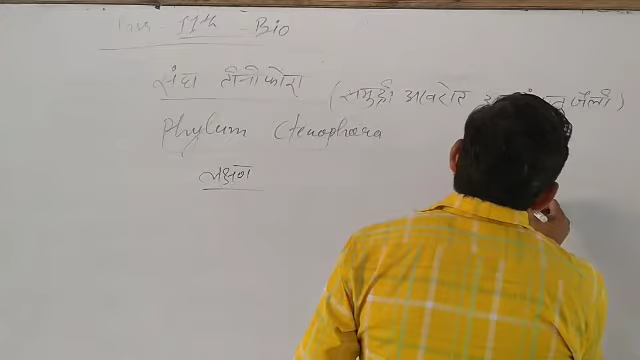 11th - Bio
संघ टीनोफोरा (समुद्री अखरोट
जैली)
Phylum Ctenophora
लक्षण